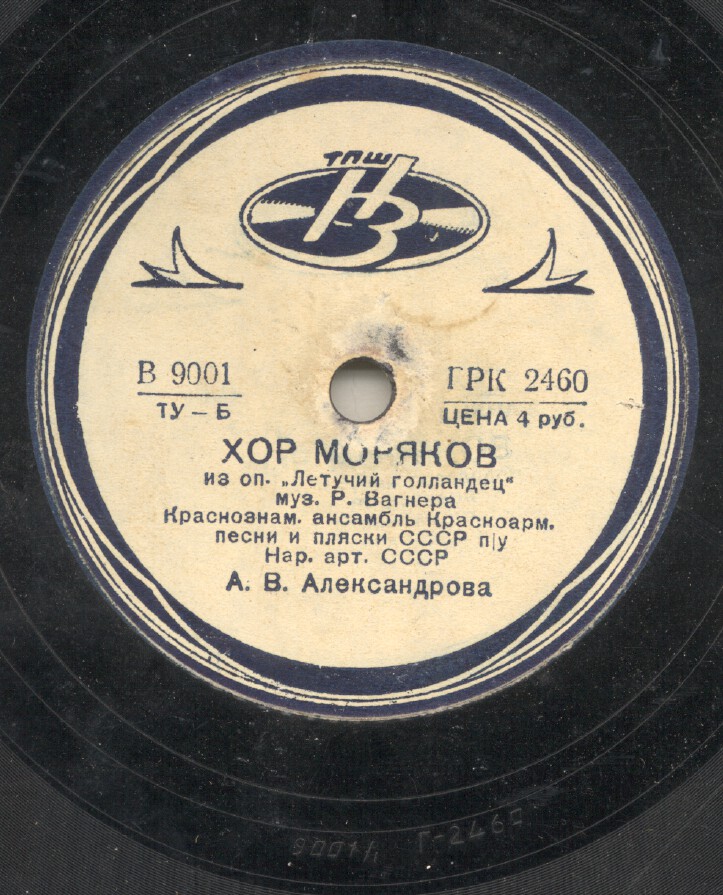 ТПШ
НЗ
В 9001
ТУ – Б
ГРК 2460
ЦЕНА 4 руб.
ХОР МОРЯКОВ
из оп. „Летучий голландец"
муз. Р. Вагнера
Краснознам. ансамбль Красноарм.
песни и пляски СССР п|у
Нар. арт. СССР
А. В. Александрова
Г-2460